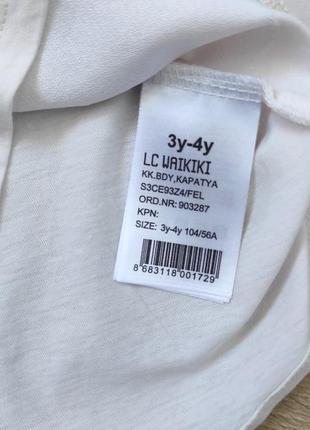 3y-4y
LC WAIKIKI
KK.BDY,KAPATYA
S3CE93Z4/FEL
ORD.NR: 903287
KPN:
SIZE: 3y-4y 104/56A
8 683118 001729